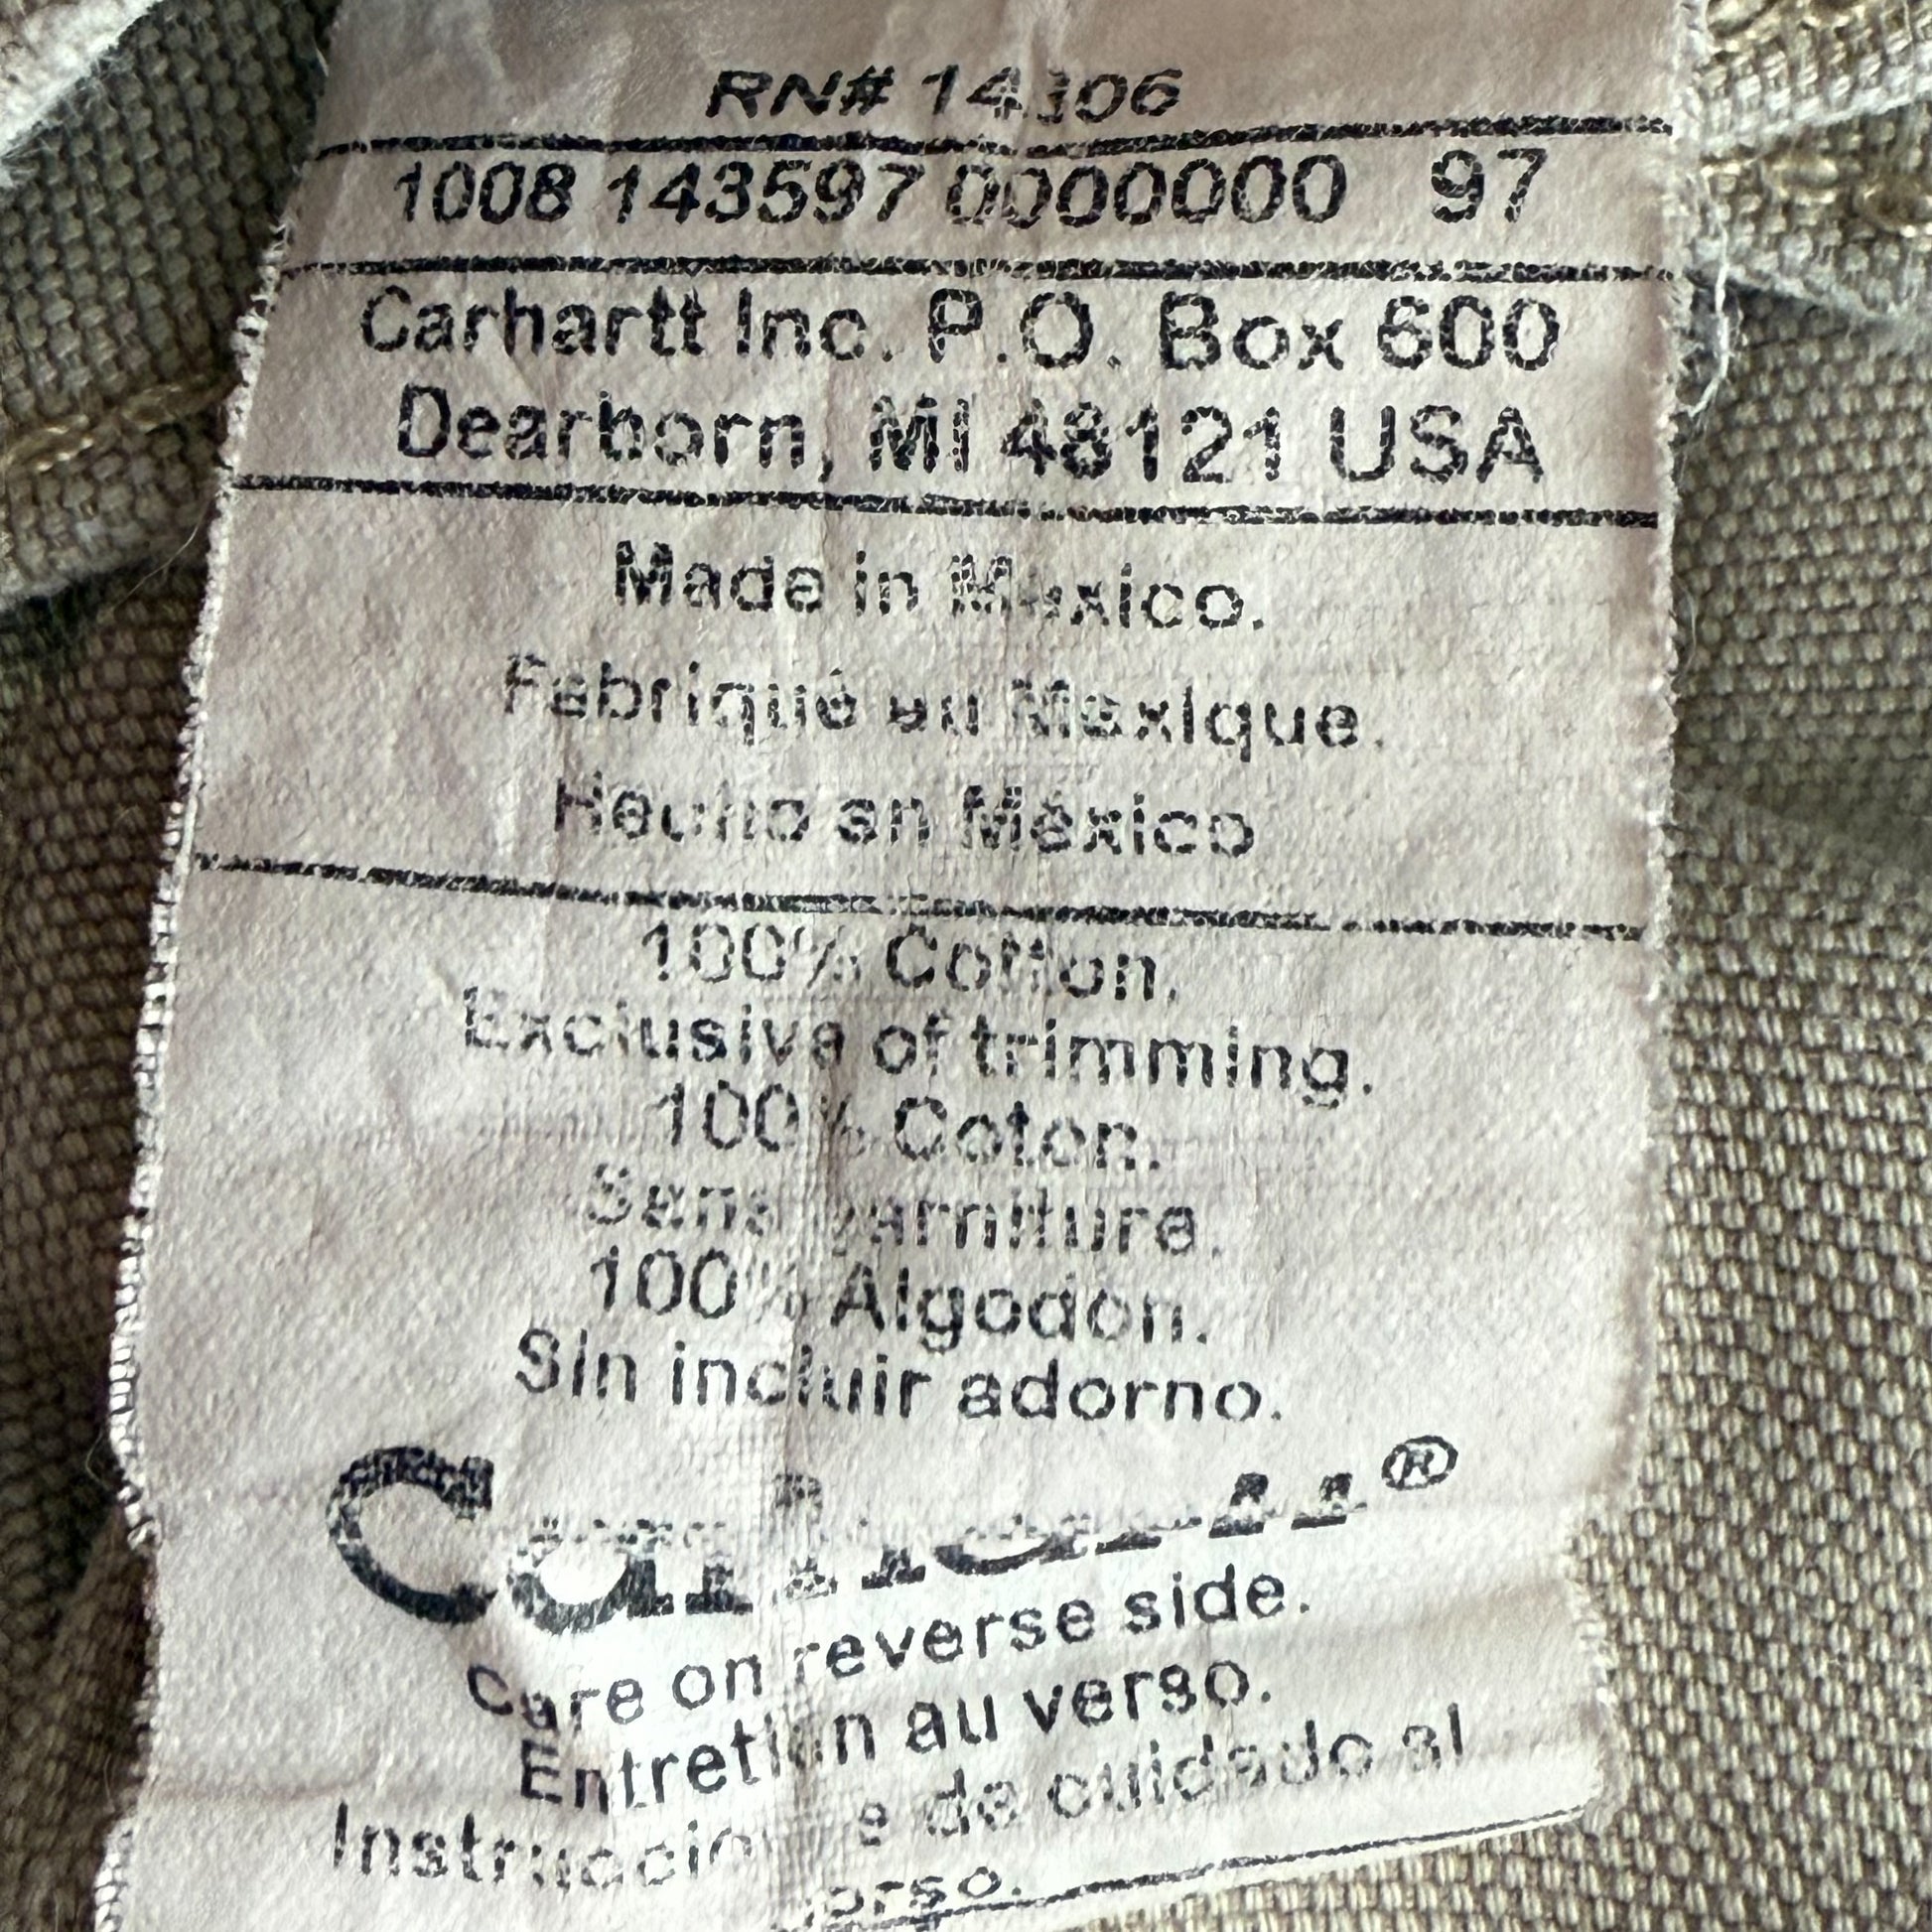 RN# 14306
1008 143597 0000000 97
Carhartt Inc. P.O. Box 600
Dearborn, MI 48121 USA
Made in Mexico.
Fabriqué au Mexique.
Hecho en México
100% Cotton.
Exclusive of trimming.
100% Coton.
Sans garniture.
100% Algodón.
Sin incluir adorno.
Carhartt®
care on reverse side.
Entretien au verso.
de cuidado al